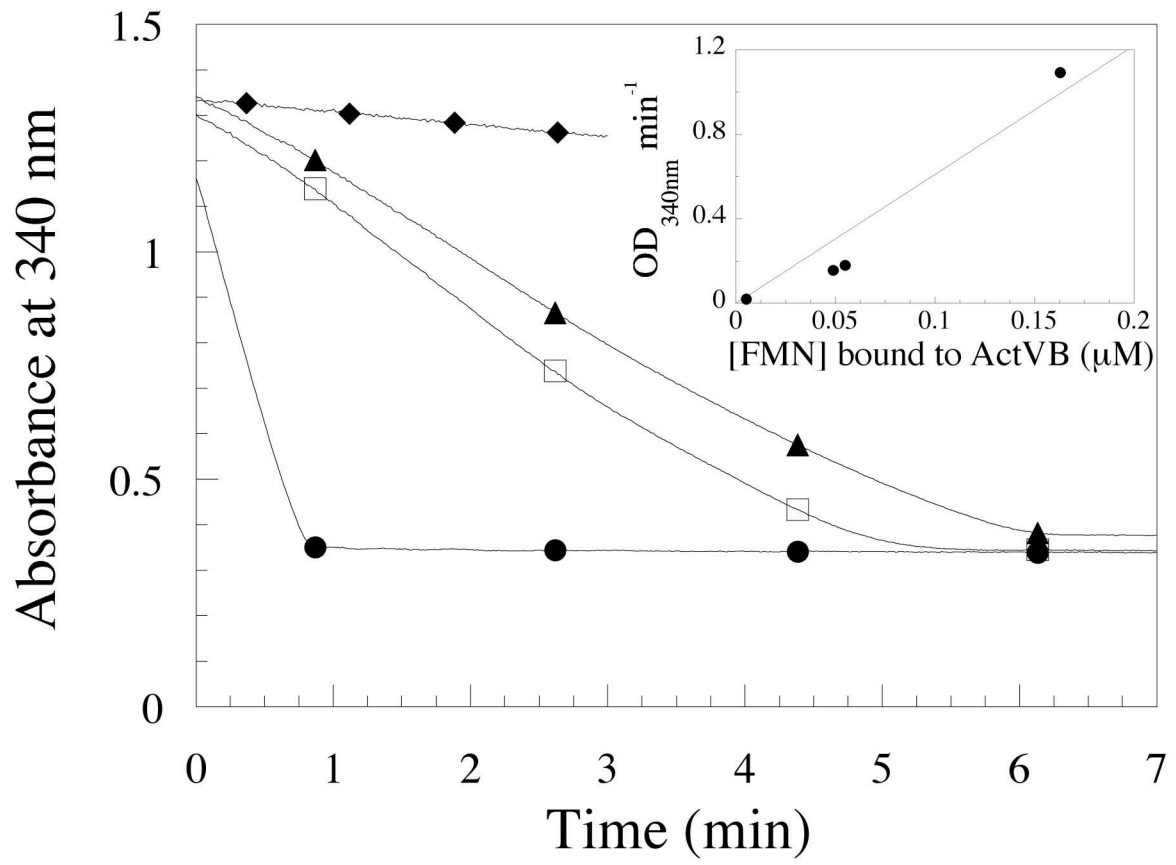 Absorbance at 340 nm
1.5
1
0.5
0
0 1 2 3 4 5 6 7
Time (min)
OD 340nm min -1
1.2
0.8
0.4
0
0 0.05 0.1 0.15 0.2
[FMN] bound to ActVB (μM)